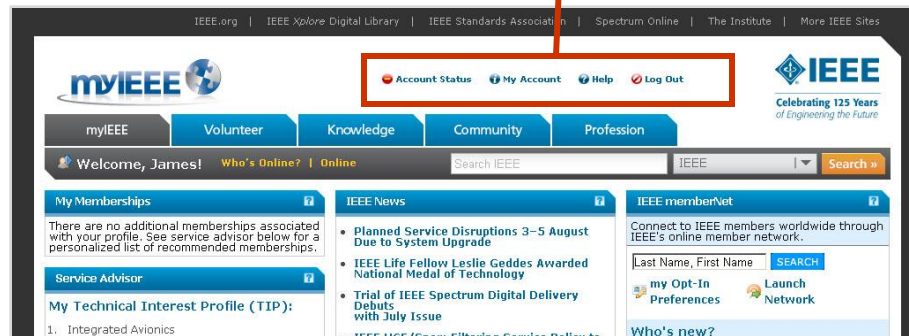 IEEE.org | IEEE Xplore Digital Library | IEEE Standards Association | Spectrum Online | The Institute | More IEEE Sites
myIEEE
Account Status My Account Help Log Out
IEEE
Celebrating 125 Years
of Engineering the Future
myIEEE Volunteer Knowledge Community Profession
Welcome, James! Who's Online? | Online Search IEEE IEEE Search »
My Memberships
There are no additional memberships associated
with your profile. See service advisor below for a
personalized list of recommended memberships.
Service Advisor
My Technical Interest Profile (TIP):
1. Integrated Avionics
IEEE News
• Planned Service Disruptions 3–5 August
Due to System Upgrade
• IEEE Life Fellow Leslie Geddes Awarded
National Medal of Technology
• Trial of IEEE Spectrum Digital Delivery
Debuts
with July Issue
IEEE memberNet
Connect to IEEE members worldwide through
IEEE's online member network.
Last Name, First Name SEARCH
my Opt-In
Preferences
Launch
Network
Who's new?